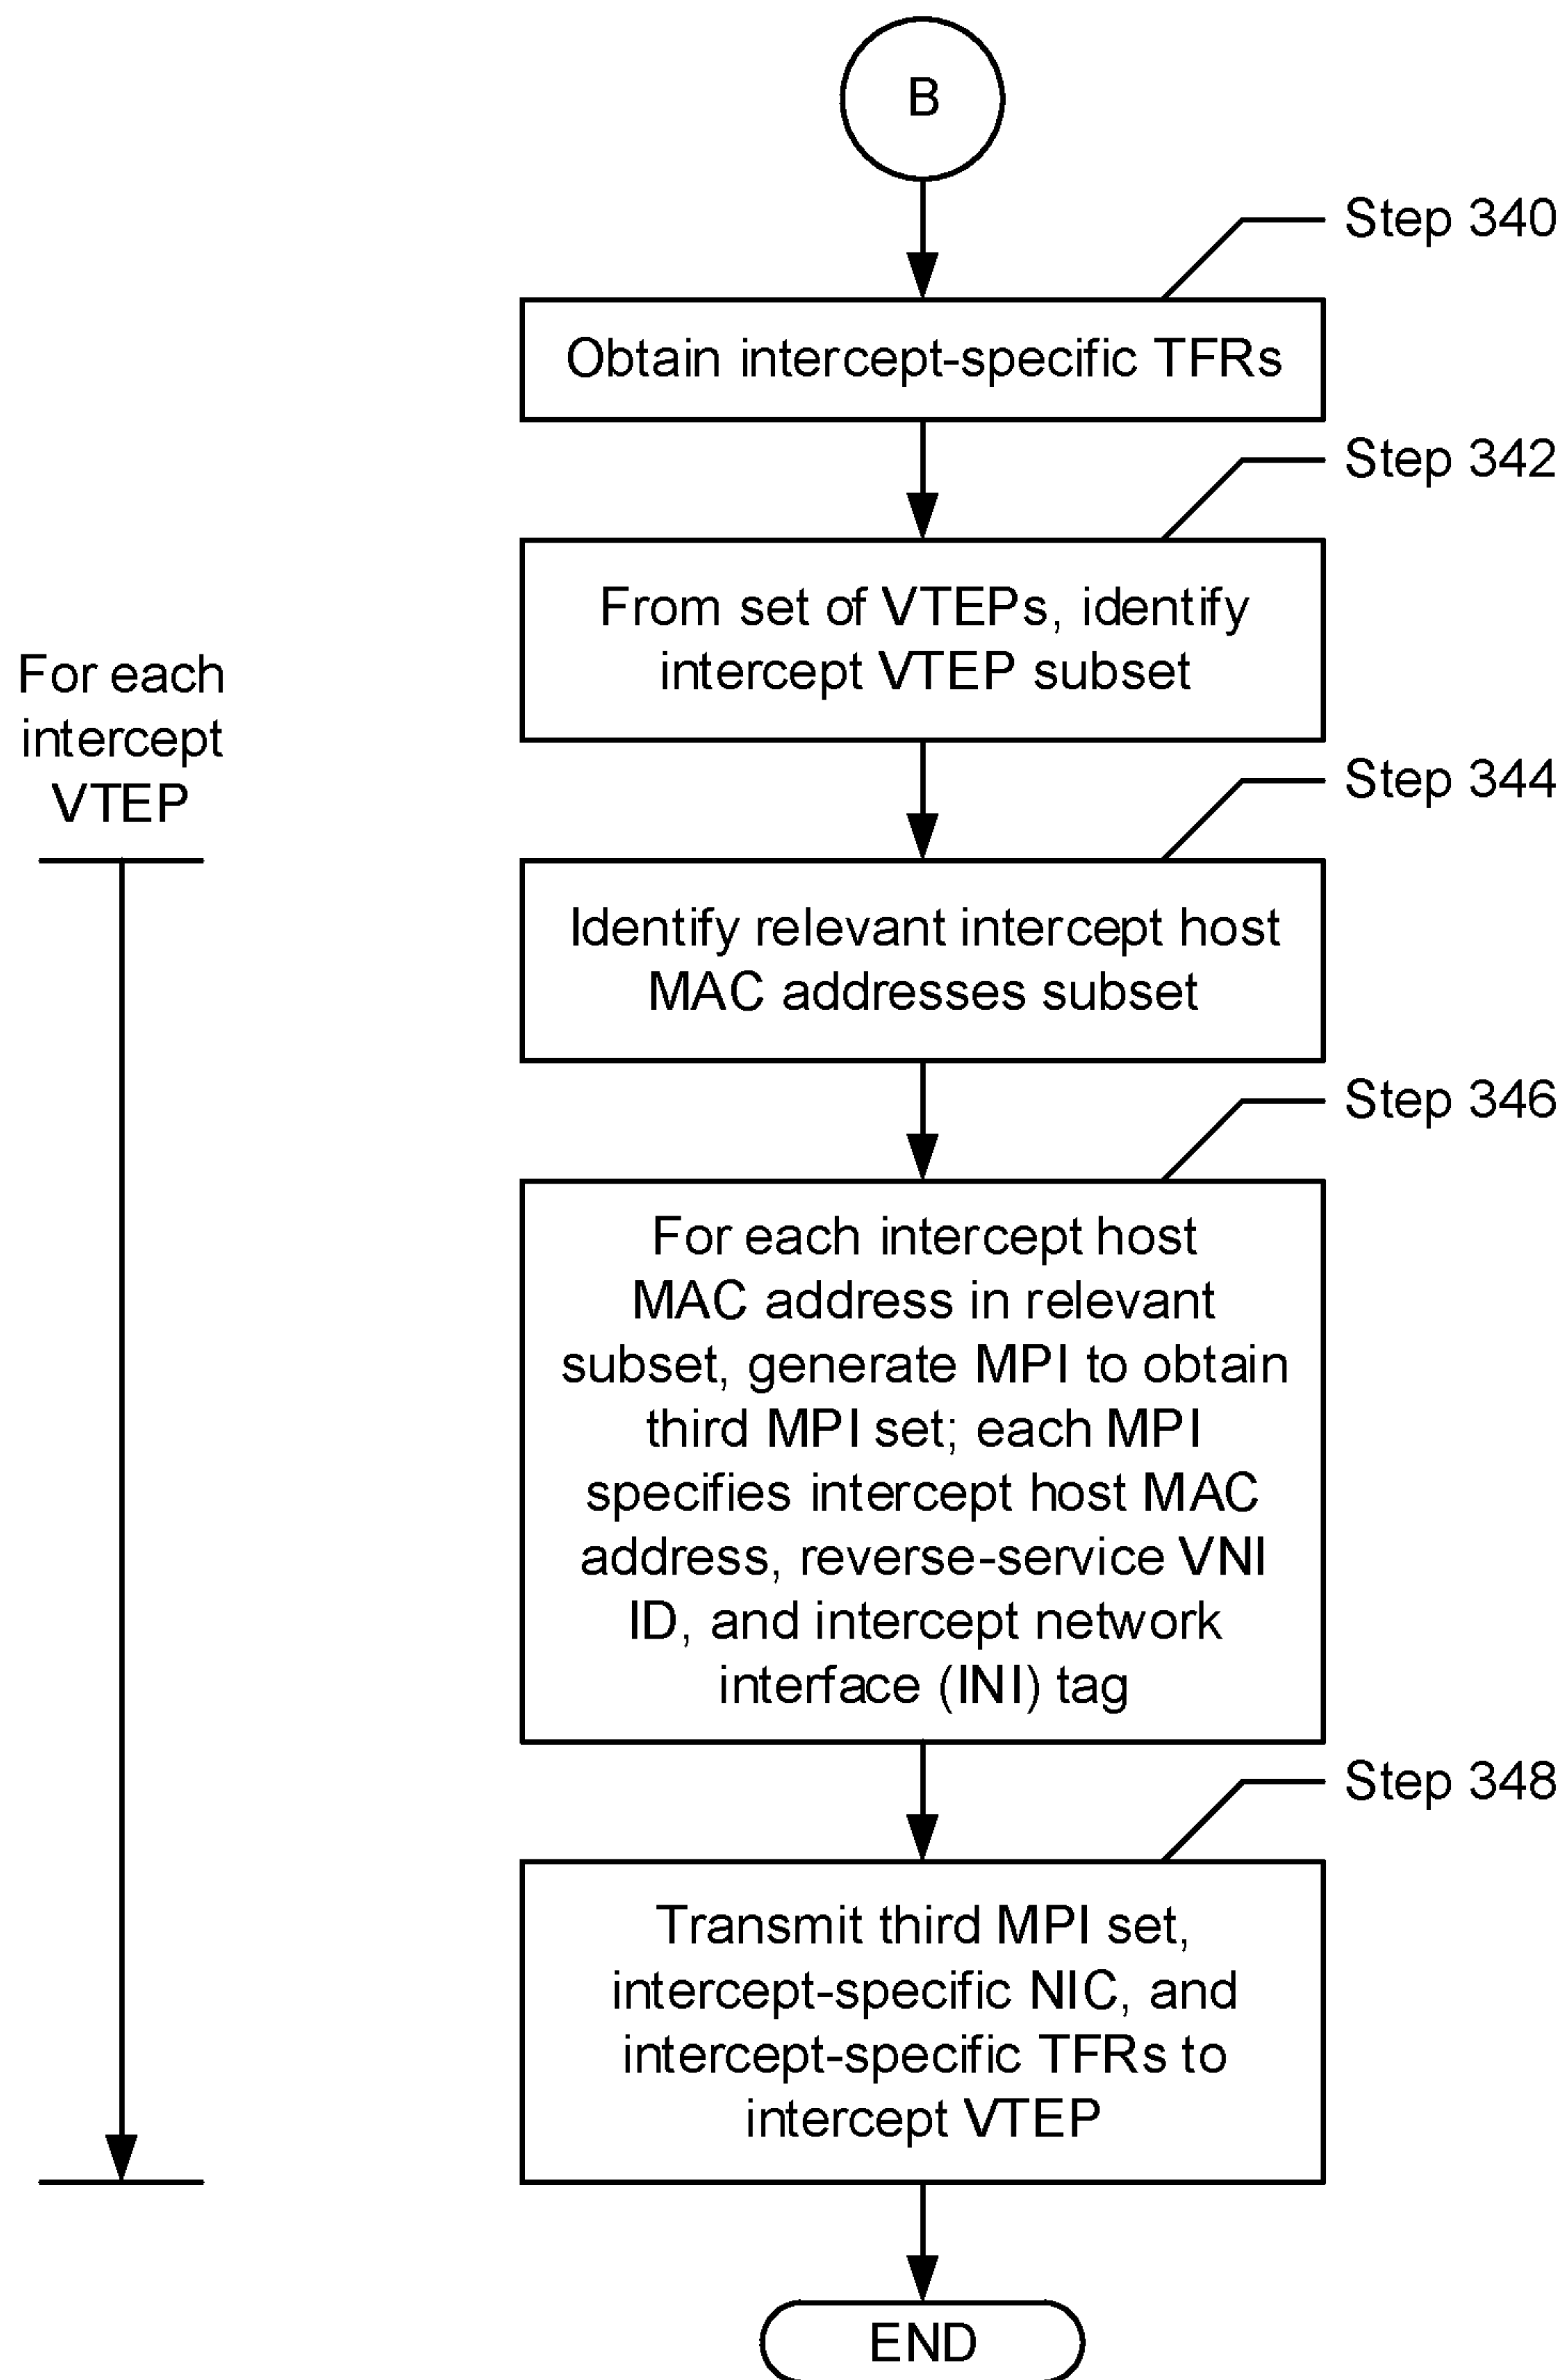 B
Step 340
Obtain intercept-specific TFRs
Step 342
From set of VTEPs, identify
intercept VTEP subset
For each
intercept
VTEP
Step 344
Identify relevant intercept host
MAC addresses subset
Step 346
For each intercept host
MAC address in relevant
subset, generate MPI to obtain
third MPI set; each MPI
specifies intercept host MAC
address, reverse-service VNI
ID, and intercept network
interface (INI) tag
Step 348
Transmit third MPI set,
intercept-specific NIC, and
intercept-specific TFRs to
intercept VTEP
END